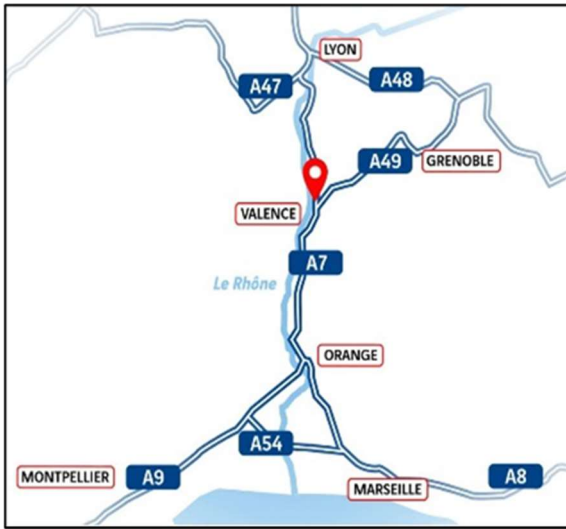 LYON
A47
A48
A49
GRENOBLE
VALENCE
A7
Le Rhône
ORANGE
A54
MONTPELLIER
A9
MARSEILLE
A8